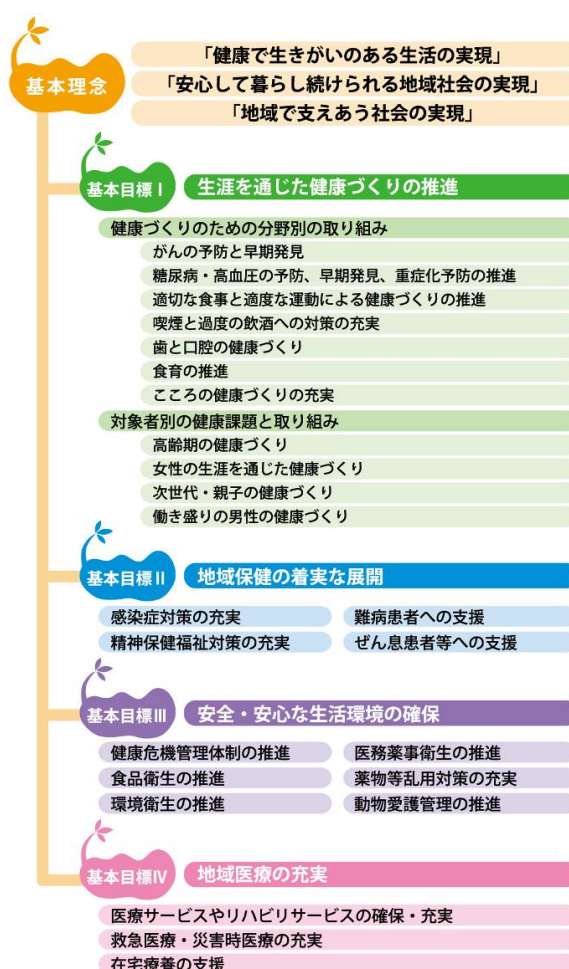 基本理念
「健康で生きがいのある生活の実現」
「安心して暮らし続けられる地域社会の実現」
「地域で支えあう社会の実現」
基本目標Ⅰ
生涯を通じた健康づくりの推進
健康づくりのための分野別の取り組み
がんの予防と早期発見
糖尿病・高血圧の予防、早期発見、重症化予防の推進
適切な食事と適度な運動による健康づくりの推進
喫煙と過度の飲酒への対策の充実
歯と口腔の健康づくり
食育の推進
こころの健康づくりの充実
対象者別の健康課題と取り組み
高齢期の健康づくり
女性の生涯を通じた健康づくり
次世代・親子の健康づくり
働き盛りの男性の健康づくり
基本目標Ⅱ
地域保健の着実な展開
感染症対策の充実
難病患者への支援
精神保健福祉対策の充実
ぜん息患者等への支援
基本目標Ⅲ
安全・安心な生活環境の確保
健康危機管理体制の推進
医務薬事衛生の推進
食品衛生の推進
薬物等乱用対策の充実
環境衛生の推進
動物愛護管理の推進
基本目標Ⅳ
地域医療の充実
医療サービスやリハビリサービスの確保・充実
救急医療・災害時医療の充実
在宅療養の支援